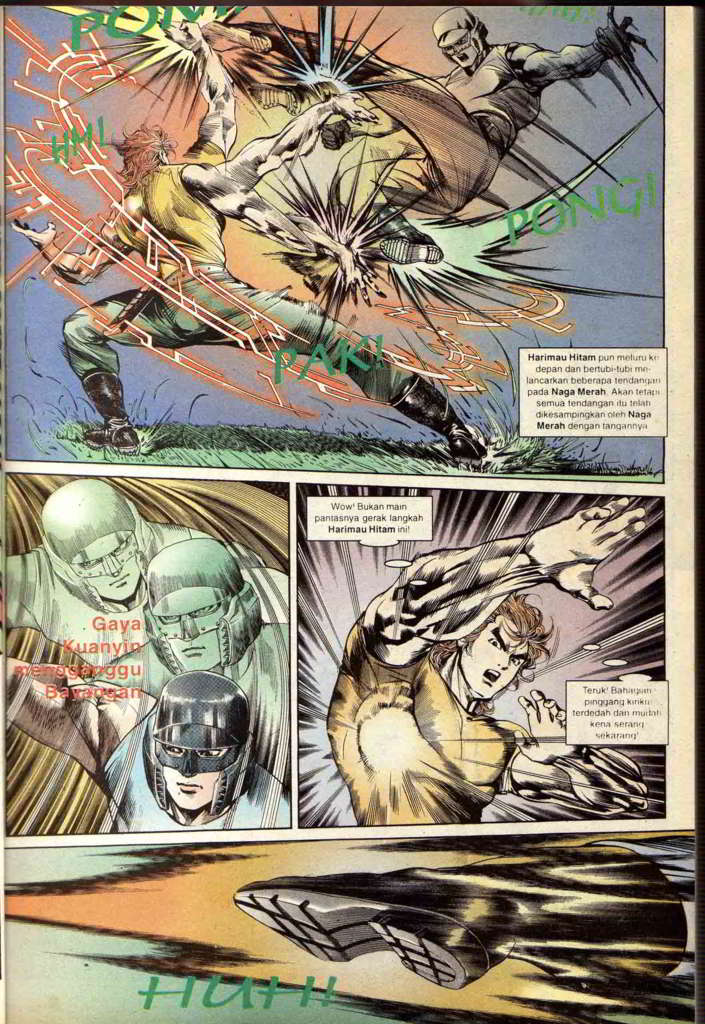 PONG!
HAH!
HM!
PONG!
PAK!
Harimau Hitam pun meluru ke
depan dan bertubi-tubi me-
lancarkan beberapa tendangan
pada Naga Merah. Akan tetapi
semua tendangan itu telah
dikesampingkan oleh Naga
Merah dengan tangannya.
Gaya
Kuanyin
mengganggu
Bayangan
Wow! Bukan main
pantasnya gerak langkah
Harimau Hitam ini!
Teruk! Bahagian
pinggang kiriku
terdedah dan mudah
kena serang
sekarang!
HUH!